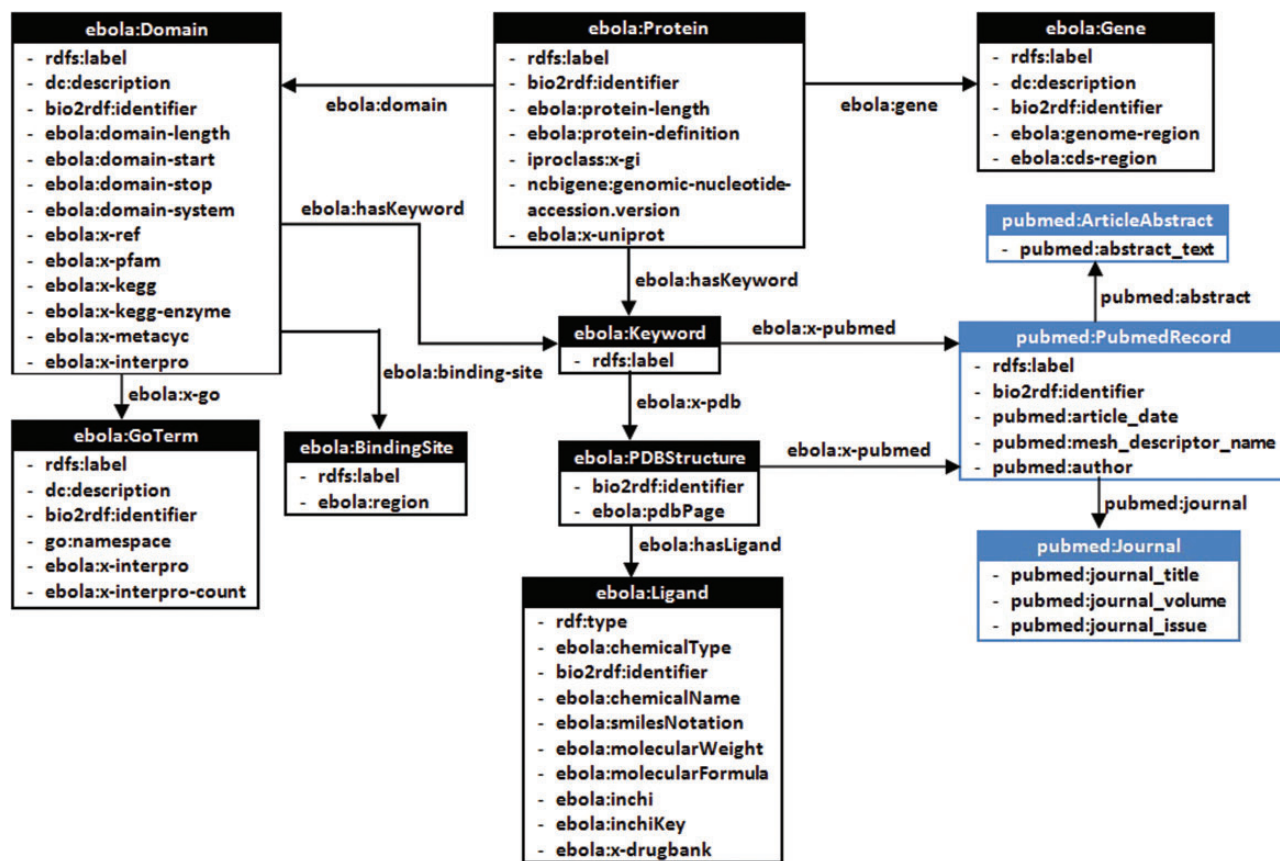 ebola:Domain
- rdfs:label
- dc:description
- bio2rdf:identifier
- ebola:domain-length
- ebola:domain-start
- ebola:domain-stop
- ebola:domain-system
- ebola:x-ref
- ebola:x-pfam
- ebola:x-kegg
- ebola:x-kegg-enzyme
- ebola:x-metacyc
- ebola:x-interpro
ebola:domain
ebola:Protein
- rdfs:label
- bio2rdf:identifier
- ebola:protein-length
- ebola:protein-definition
- iproclass:x-gi
- ncbigene:genomic-nucleotide-
accession.version
- ebola:x-uniprot
ebola:gene
ebola:Gene
- rdfs:label
- dc:description
- bio2rdf:identifier
- ebola:genome-region
- ebola:cds-region
ebola:hasKeyword
ebola:hasKeyword
pubmed:ArticleAbstract
- pubmed:abstract_text
pubmed:abstract
ebola:Keyword
- rdfs:label
ebola:x-pubmed
pubmed:PubmedRecord
- rdfs:label
- bio2rdf:identifier
- pubmed:article_date
- pubmed:mesh_descriptor_name
- pubmed:author
ebola:x-go
ebola:binding-site
ebola:x-pdb
ebola:GoTerm
- rdfs:label
- dc:description
- bio2rdf:identifier
- go:namespace
- ebola:x-interpro
- ebola:x-interpro-count
ebola:BindingSite
- rdfs:label
- ebola:region
ebola:PDBStructure
- bio2rdf:identifier
- ebola:pdbPage
ebola:x-pubmed
pubmed:journal
pubmed:Journal
- pubmed:journal_title
- pubmed:journal_volume
- pubmed:journal_issue
ebola:hasLigand
ebola:Ligand
- rdf:type
- ebola:chemicalType
- bio2rdf:identifier
- ebola:chemicalName
- ebola:smilesNotation
- ebola:molecularWeight
- ebola:molecularFormula
- ebola:inchi
- ebola:inchiKey
- ebola:x-drugbank